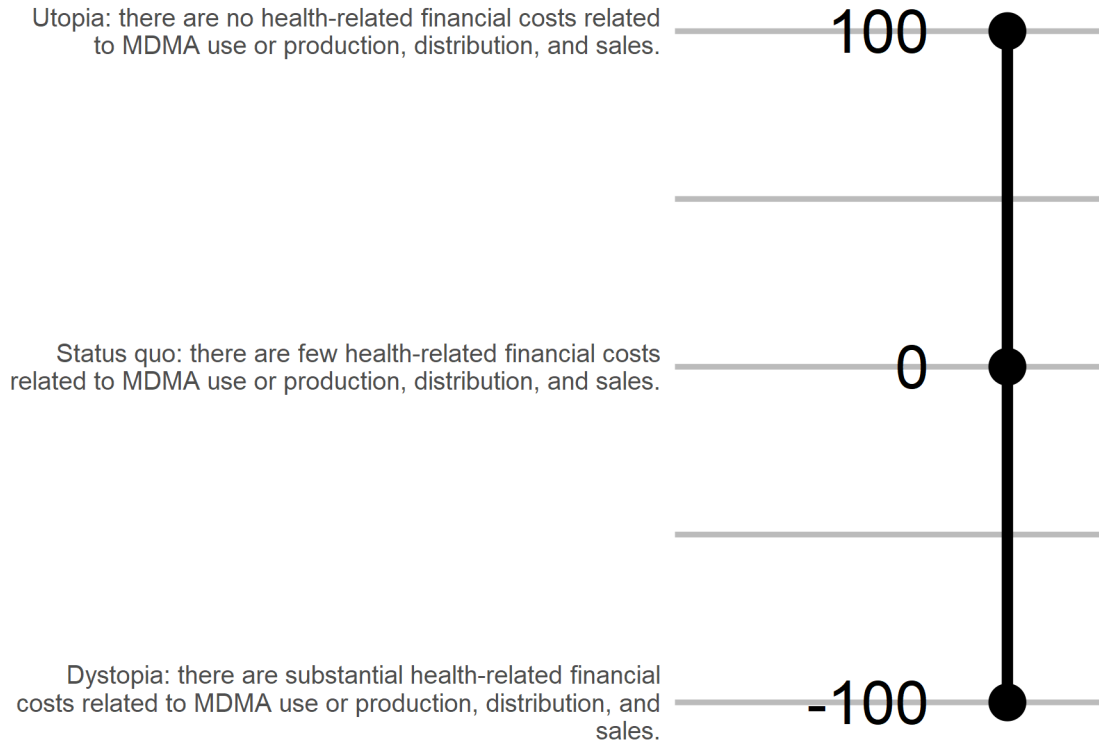 Utopia: there are no health-related financial costs related
to MDMA use or production, distribution, and sales.
100
Status quo: there are few health-related financial costs
related to MDMA use or production, distribution, and sales.
0
Dystopia: there are substantial health-related financial
costs related to MDMA use or production, distribution, and
sales.
-100